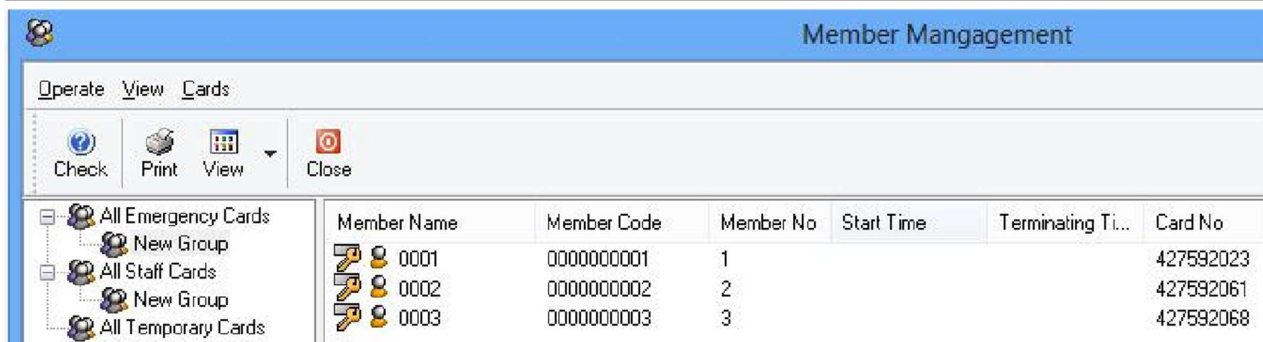 Member Mangagement
Operate View Cards
Check Print View Close
All Emergency Cards
New Group
All Staff Cards
New Group
All Temporary Cards
Member Name Member Code Member No Start Time Terminating Ti... Card No
0001 0000000001 1 427592023
0002 0000000002 2 427592061
0003 0000000003 3 427592068